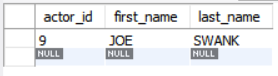 actor_id first_name last_name
9 JOE SWANK
NULL NULL NULL